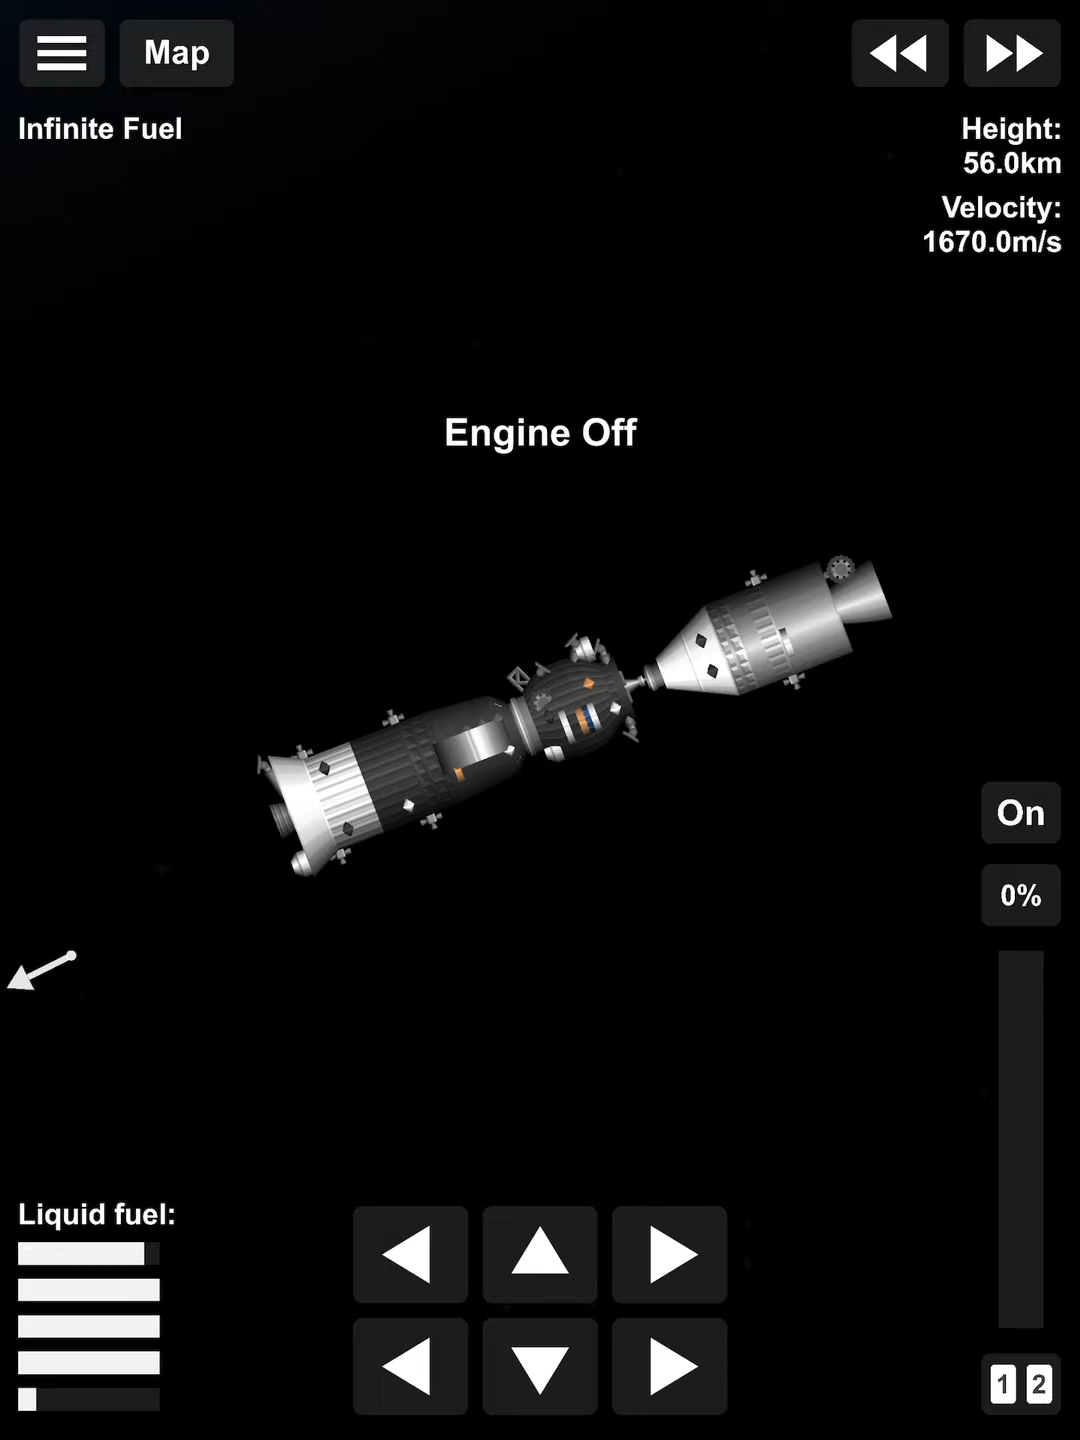 Map
Infinite Fuel
Height:
56.0km
Velocity:
1670.0m/s
Engine Off
On
0%
Liquid fuel:
1 2